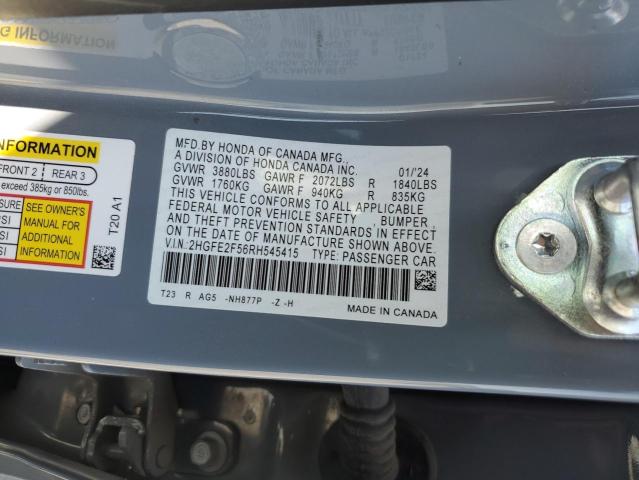 NG INFORMATION
INFORMATION
FRONT 2 REAR 3
exceed 385kg or 850lbs.
SURE SEE OWNER'S
MANUAL FOR
ADDITIONAL
INFORMATION
T20 A1
MFD.BY HONDA OF CANADA MFG.,
A DIVISION OF HONDA CANADA INC. 01/'24
GVWR 3880LBS GAWR F 2072LBS R 1840LBS
GVWR 1760KG GAWR F 940KG R 835KG
THIS VEHICLE CONFORMS TO ALL APPLICABLE
FEDERAL MOTOR VEHICLE SAFETY , BUMPER,
AND THEFT PREVENTION STANDARDS IN EFFECT
ON THE DATE OF MANUFACTURE SHOWN ABOVE.
V.I.N:2HGFE2F56RH545415 TYPE: PASSENGER CAR
T23 R AG5 -NH877P -Z -H
MADE IN CANADA